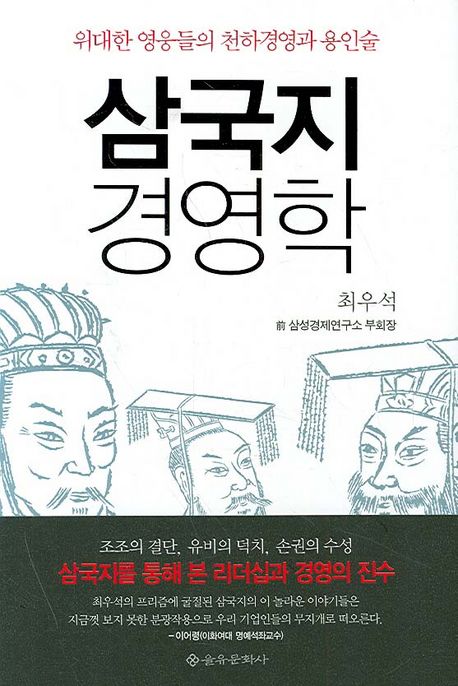 위대한 영웅들의 천하경영과 용인술
삼국지
경영학
최우석
前 삼성경제연구소 부회장
조조의 결단, 유비의 덕치, 손권의 수성
삼국지를 통해 본 리더십과 경영의 진수
최우석의 프리즘에 굴절된 삼국지의 이 놀라운 이야기들은
지금껏 보지 못한 분광작용으로 우리 기업인들의 무지개로 떠오른다.
–이어령(이화여대 명예석좌교수)
을유문화사